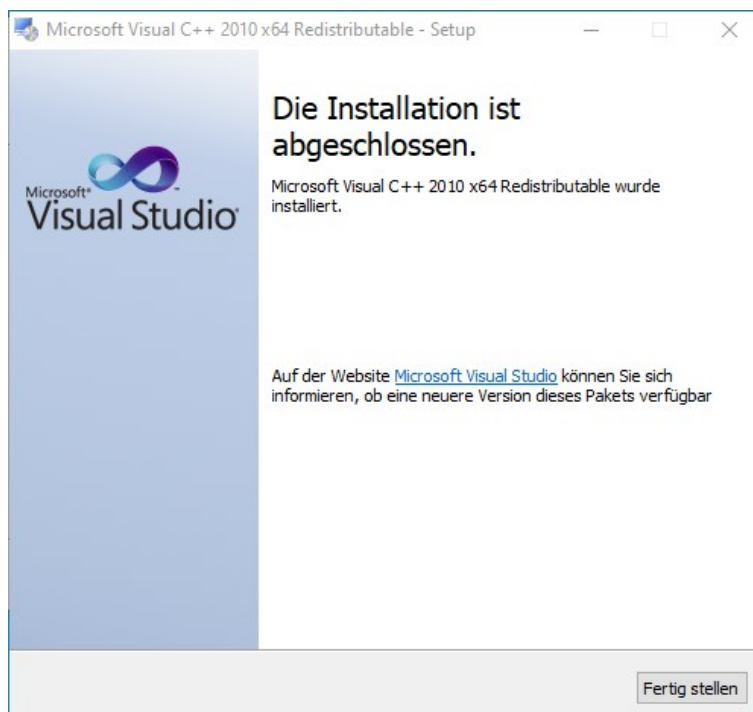 Microsoft Visual C++ 2010 x64 Redistributable - Setup
Die Installation ist
abgeschlossen.
Microsoft Visual C++ 2010 x64 Redistributable wurde
installiert.
Microsoft®
Visual Studio®
Auf der Website Microsoft Visual Studio können Sie sich
informieren, ob eine neuere Version dieses Pakets verfügbar
Fertig stellen